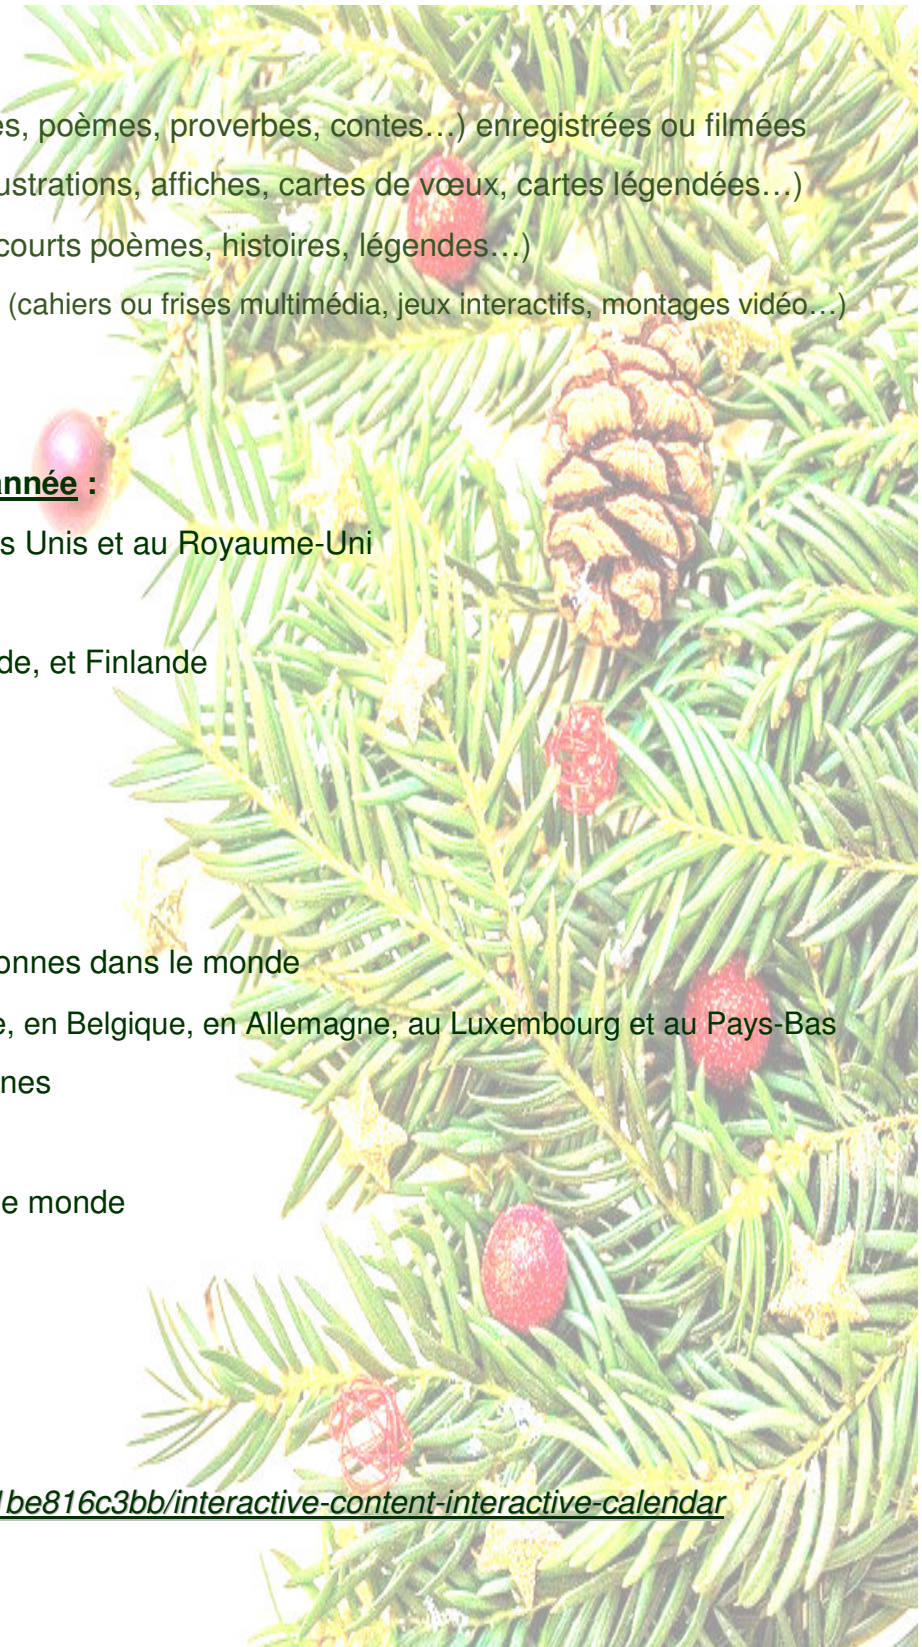 es, poèmes, proverbes, contes…) enregistrées ou filmées
ustrations, affiches, cartes de vœux, cartes légendées…)
courts poèmes, histoires, légendes…)
(cahiers ou frises multimédia, jeux interactifs, montages vidéo…)
année :
s Unis et au Royaume-Uni
de, et Finlande
onnes dans le monde
e, en Belgique, en Allemagne, au Luxembourg et au Pays-Bas
nes
e monde
1be816c3bb/interactive-content-interactive-calendar